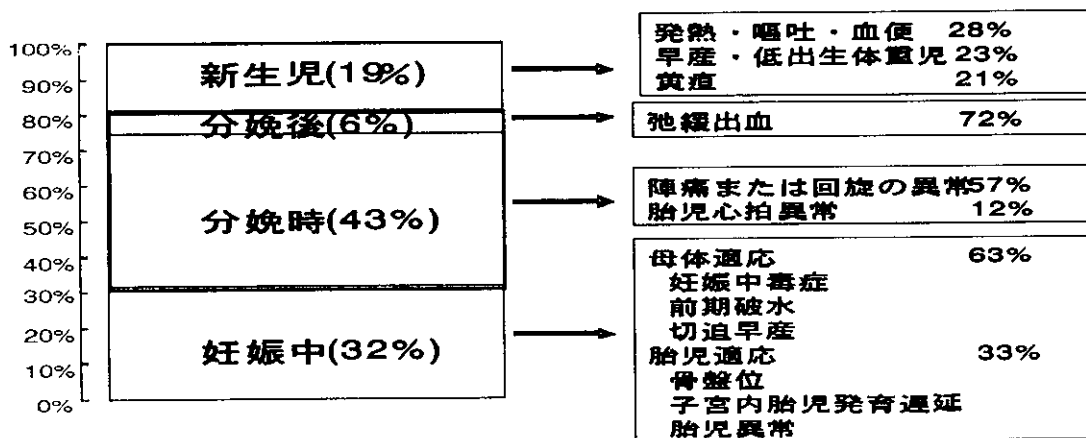 100%
90%
80%
70%
60%
50%
40%
30%
20%
10%
0%
新生児(19%)
分娩後(6%)
分娩時(43%)
妊娠中(32%)
発熱・嘔吐・血便 28%
早産・低出生体重児 23%
黄疸 21%
弛緩出血 72%
陣痛または回旋の異常57%
胎児心拍異常 12%
母体適応 63%
妊娠中毒症
前期破水
切迫早産
胎児適応 33%
骨盤位
子宮内胎児発育遅延
胎児異常